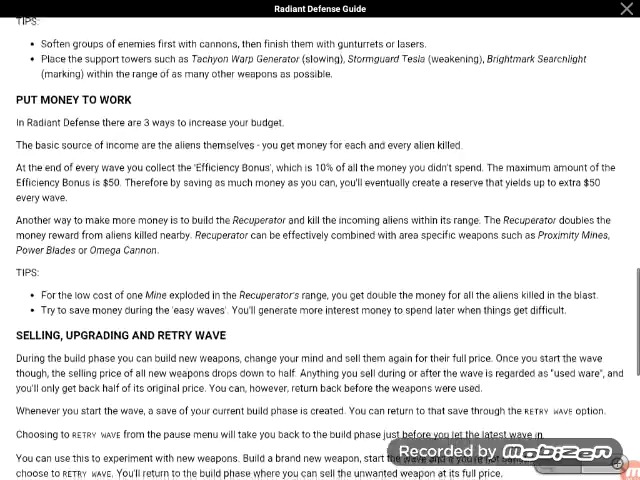 Radiant Defense Guide
TIPS:
• Soften groups of enemies first with cannons, then finish them with gunturrets or lasers.
• Place the support towers such as Tachyon Warp Generator (slowing), Stormguard Tesla (weakening), Brightmark Searchlight
(marking) within the range of as many other weapons as possible.
PUT MONEY TO WORK
In Radiant Defense there are 3 ways to increase your budget.
The basic source of income are the aliens themselves - you get money for each and every alien killed.
At the end of every wave you collect the 'Efficiency Bonus', which is 10% of all the money you didn't spend. The maximum amount of the
Efficiency Bonus is $50. Therefore by saving as much money as you can, you'll eventually create a reserve that yields up to extra $50
every wave.
Another way to make more money is to build the Recuperator and kill the incoming aliens within its range. The Recuperator doubles the
money reward from aliens killed nearby. Recuperator can be effectively combined with area specific weapons such as Proximity Mines,
Power Blades or Omega Cannon.
TIPS:
• For the low cost of one Mine exploded in the Recuperator's range, you get double the money for all the aliens killed in the blast.
• Try to save money during the 'easy waves'. You'll generate more interest money to spend later when things get difficult.
SELLING, UPGRADING AND RETRY WAVE
During the build phase you can build new weapons, change your mind and sell them again for their full price. Once you start the wave
though, the selling price of all new weapons drops down to half. Anything you sell during or after the wave is regarded as "used ware", and
you'll only get back half of its original price. You can, however, return back before the weapons were used.
Whenever you start the wave, a save of your current build phase is created. You can return to that save through the RETRY WAVE option.
Choosing to RETRY WAVE from the pause menu will take you back to the build phase just before you let the latest wave in.
You can use this to experiment with new weapons. Build a brand new weapon, start the wave and if you're not
choose to RETRY WAVE. You'll return to the build phase where you can sell the unwanted weapon at its full price.
Recorded by Mobizen